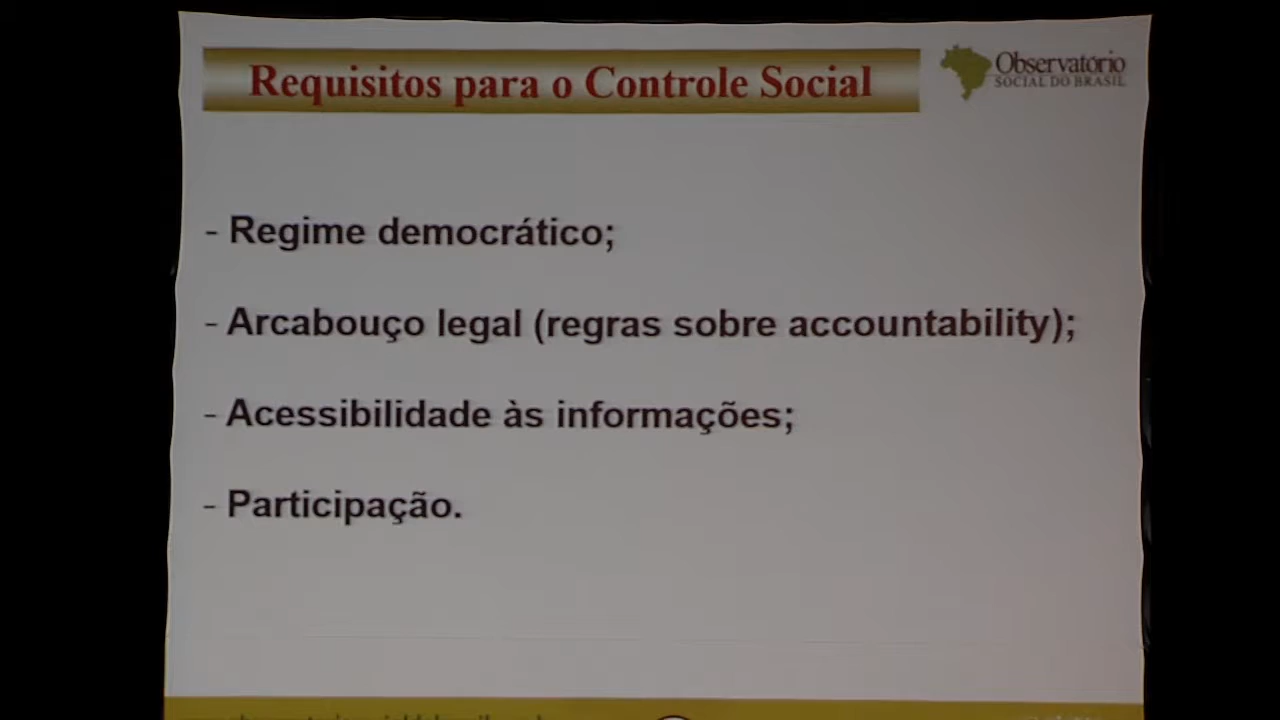 Requisitos para o Controle Social
Observatório
SOCIAL DO BRASIL
- Regime democrático;
- Arcabouço legal (regras sobre accountability);
- Acessibilidade às informações;
- Participação.